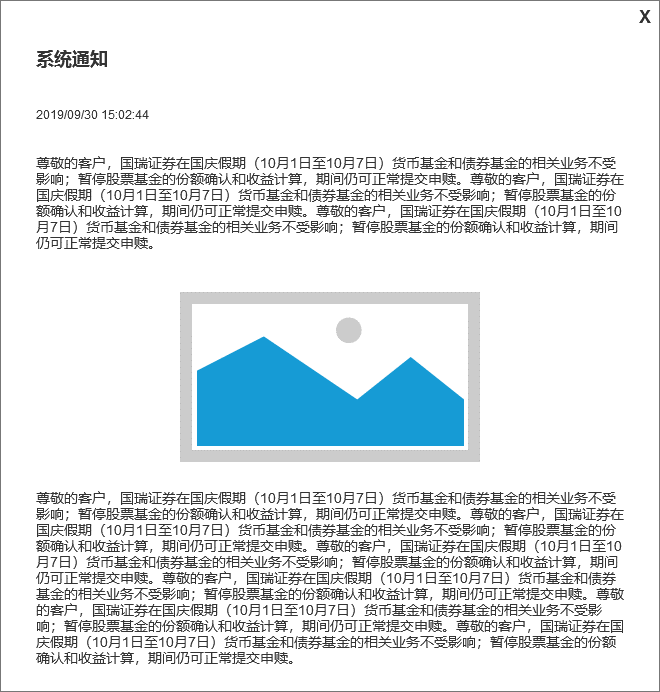 X
系统通知
2019/09/30 15:02:44
尊敬的客户，国瑞证券在国庆假期（10月1日至10月7日）货币基金和债券基金的相关业务不受
影响；暂停股票基金的份额确认和收益计算，期间仍可正常提交申赎。尊敬的客户，国瑞证券在
国庆假期（10月1日至10月7日）货币基金和债券基金的相关业务不受影响；暂停股票基金的份
额确认和收益计算，期间仍可正常提交申赎。尊敬的客户，国瑞证券在国庆假期（10月1日至10
月7日）货币基金和债券基金的相关业务不受影响；暂停股票基金的份额确认和收益计算，期间
仍可正常提交申赎。
尊敬的客户，国瑞证券在国庆假期（10月1日至10月7日）货币基金和债券基金的相关业务不受
影响；暂停股票基金的份额确认和收益计算，期间仍可正常提交申赎。尊敬的客户，国瑞证券在
国庆假期（10月1日至10月7日）货币基金和债券基金的相关业务不受影响；暂停股票基金的份
额确认和收益计算，期间仍可正常提交申赎。尊敬的客户，国瑞证券在国庆假期（10月1日至10
月7日）货币基金和债券基金的相关业务不受影响；暂停股票基金的份额确认和收益计算，期间
仍可正常提交申赎。尊敬的客户，国瑞证券在国庆假期（10月1日至10月7日）货币基金和债券
基金的相关业务不受影响；暂停股票基金的份额确认和收益计算，期间仍可正常提交申赎。尊敬
的客户，国瑞证券在国庆假期（10月1日至10月7日）货币基金和债券基金的相关业务不受影
响；暂停股票基金的份额确认和收益计算，期间仍可正常提交申赎。尊敬的客户，国瑞证券在国
庆假期（10月1日至10月7日）货币基金和债券基金的相关业务不受影响；暂停股票基金的份额
确认和收益计算，期间仍可正常提交申赎。